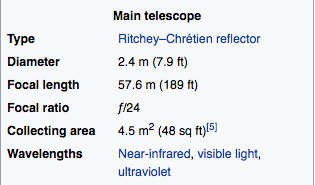 Main telescope
Type Ritchey–Chrétien reflector
Diameter 2.4 m (7.9 ft)
Focal length 57.6 m (189 ft)
Focal ratio ƒ/24
Collecting area 4.5 m² (48 sq ft)[5]
Wavelengths Near-infrared, visible light,
ultraviolet